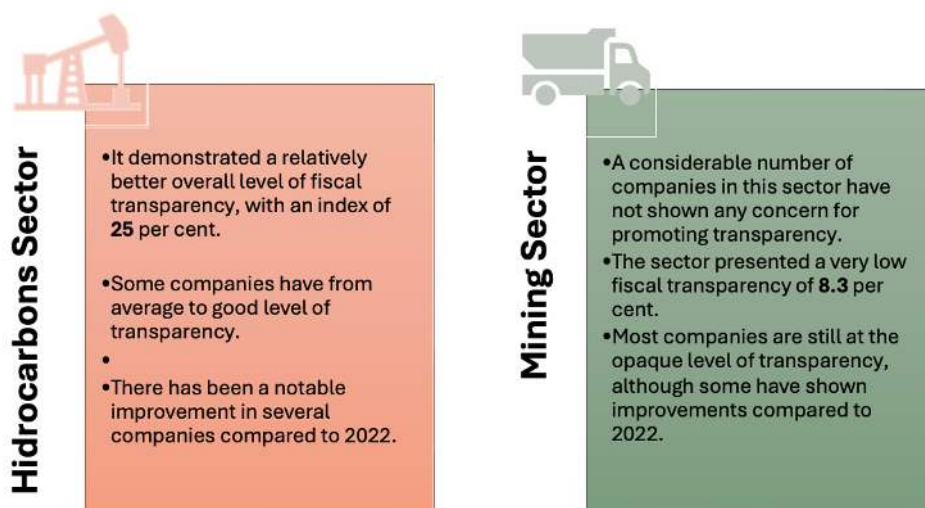 Hidrocarbons Sector
•It demonstrated a relatively
better overall level of fiscal
transparency, with an index of
25 per cent.
•Some companies have from
average to good level of
transparency.
•
•There has been a notable
improvement in several
companies compared to 2022.
Mining Sector
•A considerable number of
companies in this sector have
not shown any concern for
promoting transparency.
•The sector presented a very low
fiscal transparency of 8.3 per
cent.
•Most companies are still at the
opaque level of transparency,
although some have shown
improvements compared to
2022.